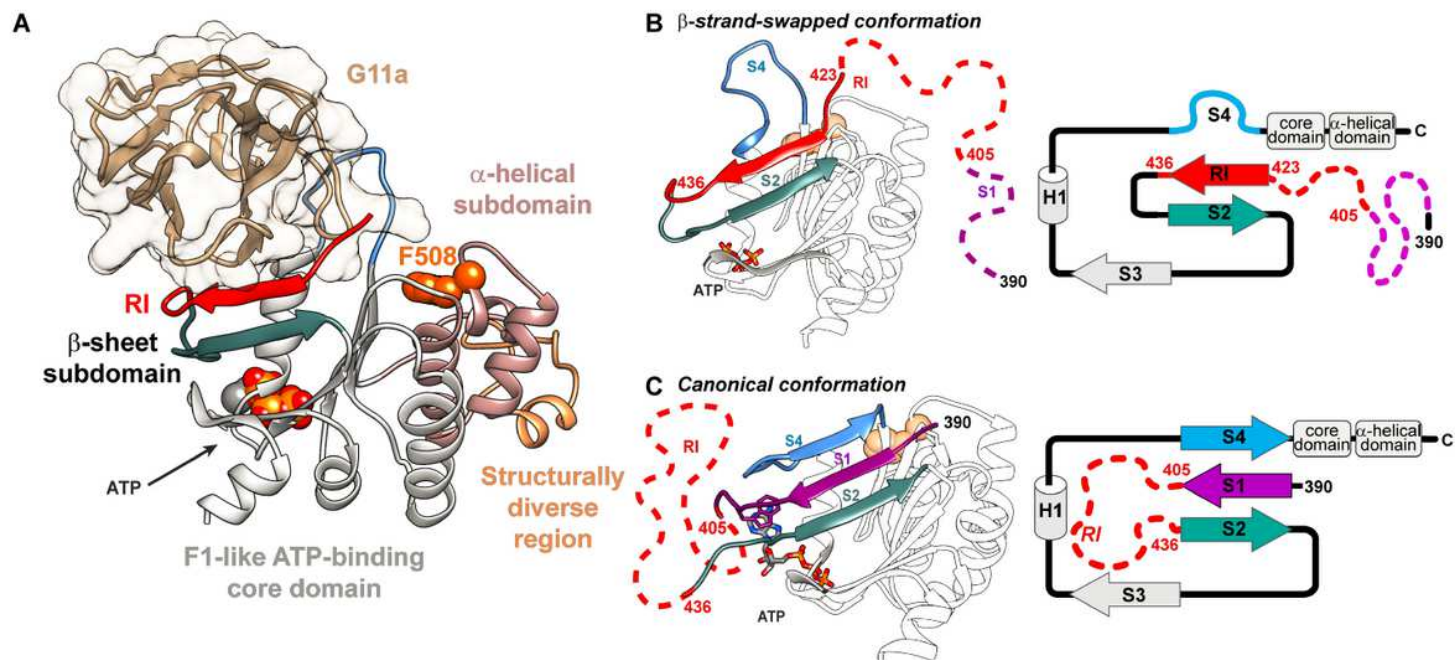 A
G11a
α-helical
subdomain
F508
RI
β-sheet
subdomain
ATP
Structurally
diverse
region
F1-like ATP-binding
core domain
B
β-strand-swapped conformation
S4
423
RI
405
S1
436
S2
ATP
390
S4
core
domain
α-helical
domain
C
436
423
RI
H1
S2
405
390
S3
C
Canonical conformation
RI
S4
390
S1
S2
405
436
ATP
S4
core
domain
α-helical
domain
C
405
S1
390
H1
RI
436
S2
S3